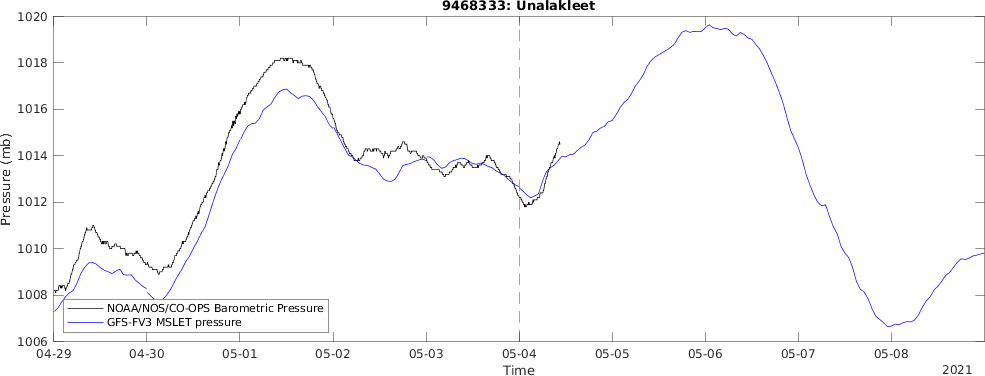 9468333: Unalakleet
Pressure (mb)
1020
1018
1016
1014
1012
1010
1008
1006
NOAA/NOS/CO-OPS Barometric Pressure
GFS-FV3 MSLET pressure
04-29 04-30 05-01 05-02 05-03 05-04 05-05 05-06 05-07 05-08
Time
2021